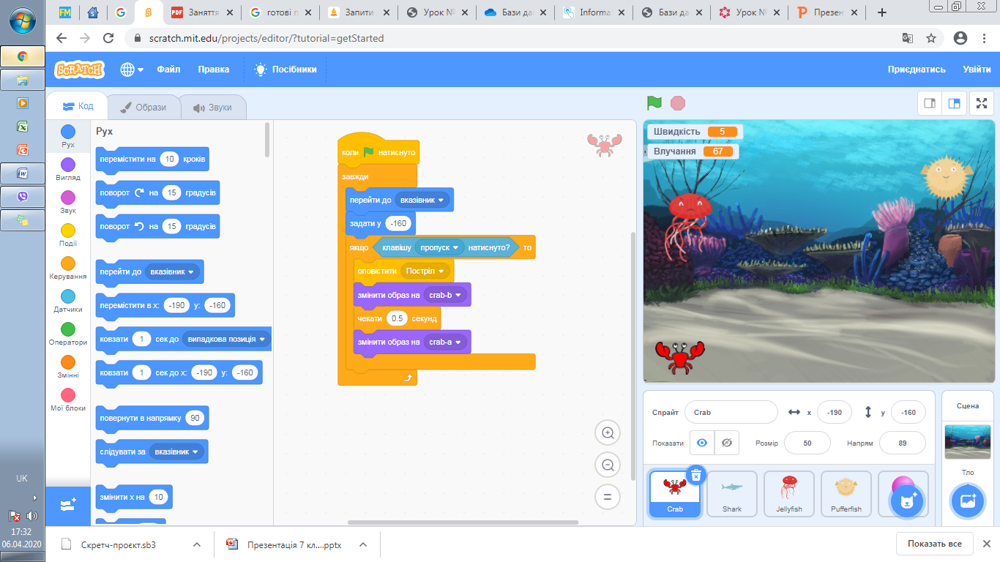 FM
Заняття
готові п
Запити
Урок №
Бази да
Informa
Бази да
Урок №
Презен
scratch.mit.edu/projects/editor/?tutorial=getStarted
SCRATCH
Файл
Правка
Посібники
Приєднатись
Увійти
Код
Образи
Звуки
Рух
Вигляд
Звук
Події
Керування
Датчики
Оператори
Змінні
Мої блоки
Рух
перемістити на 10 кроків
поворот на 15 градусів
поворот на 15 градусів
перейти до вказівник
перемістити в x: -190 y: -160
ковзати 1 сек до випадкова позиція
ковзати 1 сек до x: -190 y: -160
повернути в напрямку 90
слідувати за вказівник
змінити x на 10
коли натиснуто
завжди
перейти до вказівник
задати y -160
якщо клавішу пропуск натиснуто? то
оповістити Постріл
змінити образ на crab-b
чекати 0.5 секунд
змінити образ на crab-a
Швидкість 5
Влучання 67
Спрайт Crab x -190 y -160
Показати Розмір 50 Напрям 89
Crab
Shark
Jellyfish
Pufferfish
Сцена
Тло
UK
17:32
06.04.2020
Скретч-проєкт.sb3
Презентація 7 кл....pptx
Показать все